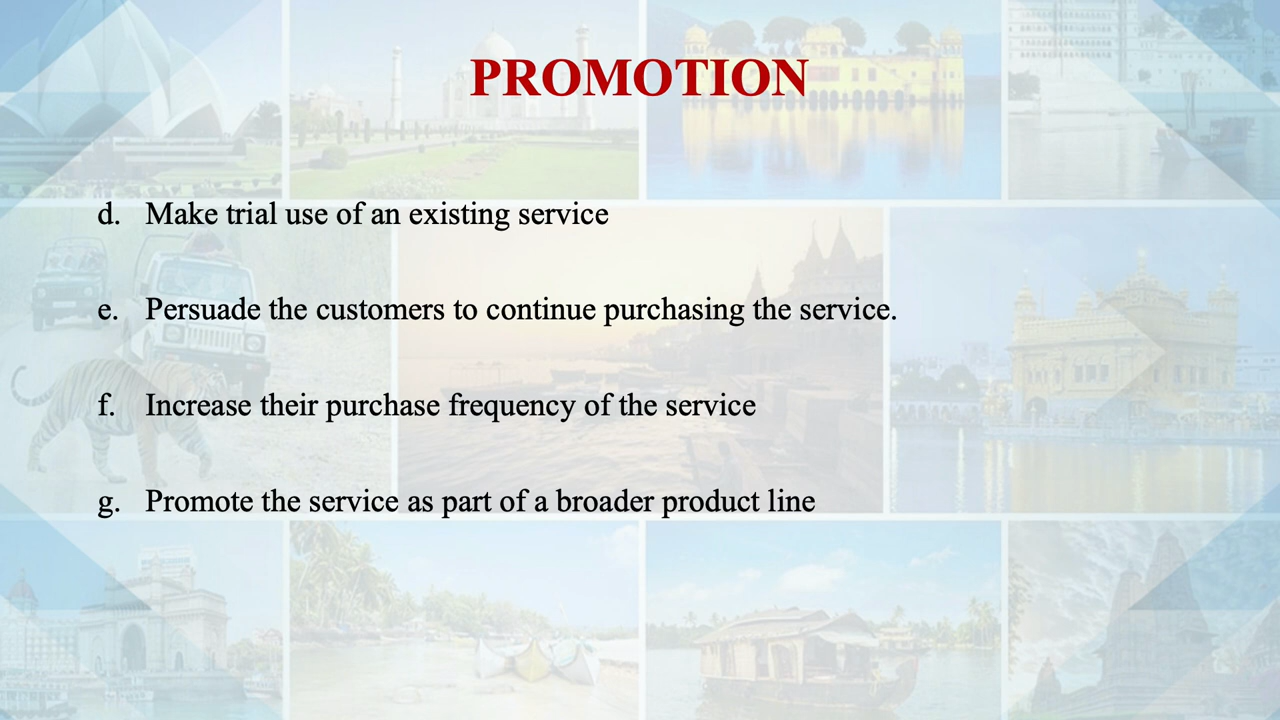 PROMOTION
d. Make trial use of an existing service
e. Persuade the customers to continue purchasing the service.
f. Increase their purchase frequency of the service
g. Promote the service as part of a broader product line